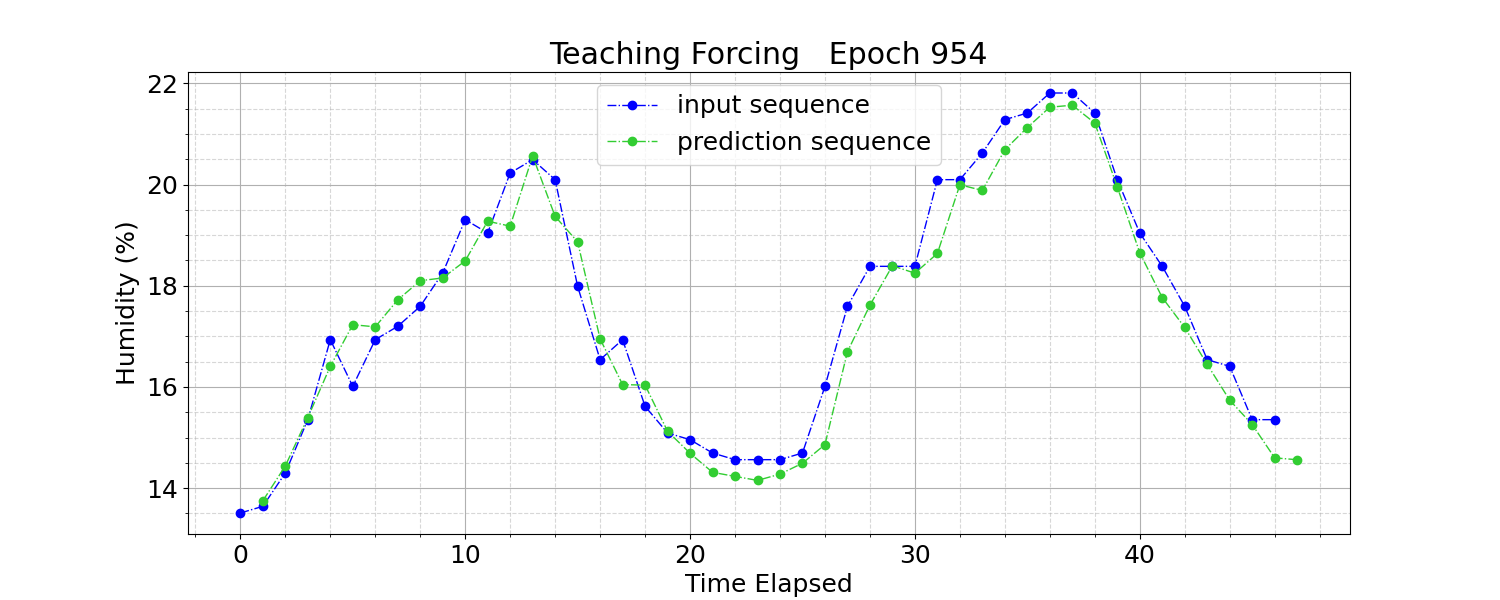 Teaching Forcing   Epoch 954
input sequence
prediction sequence
Humidity (%)
22
20
18
16
14
0 10 20 30 40
Time Elapsed